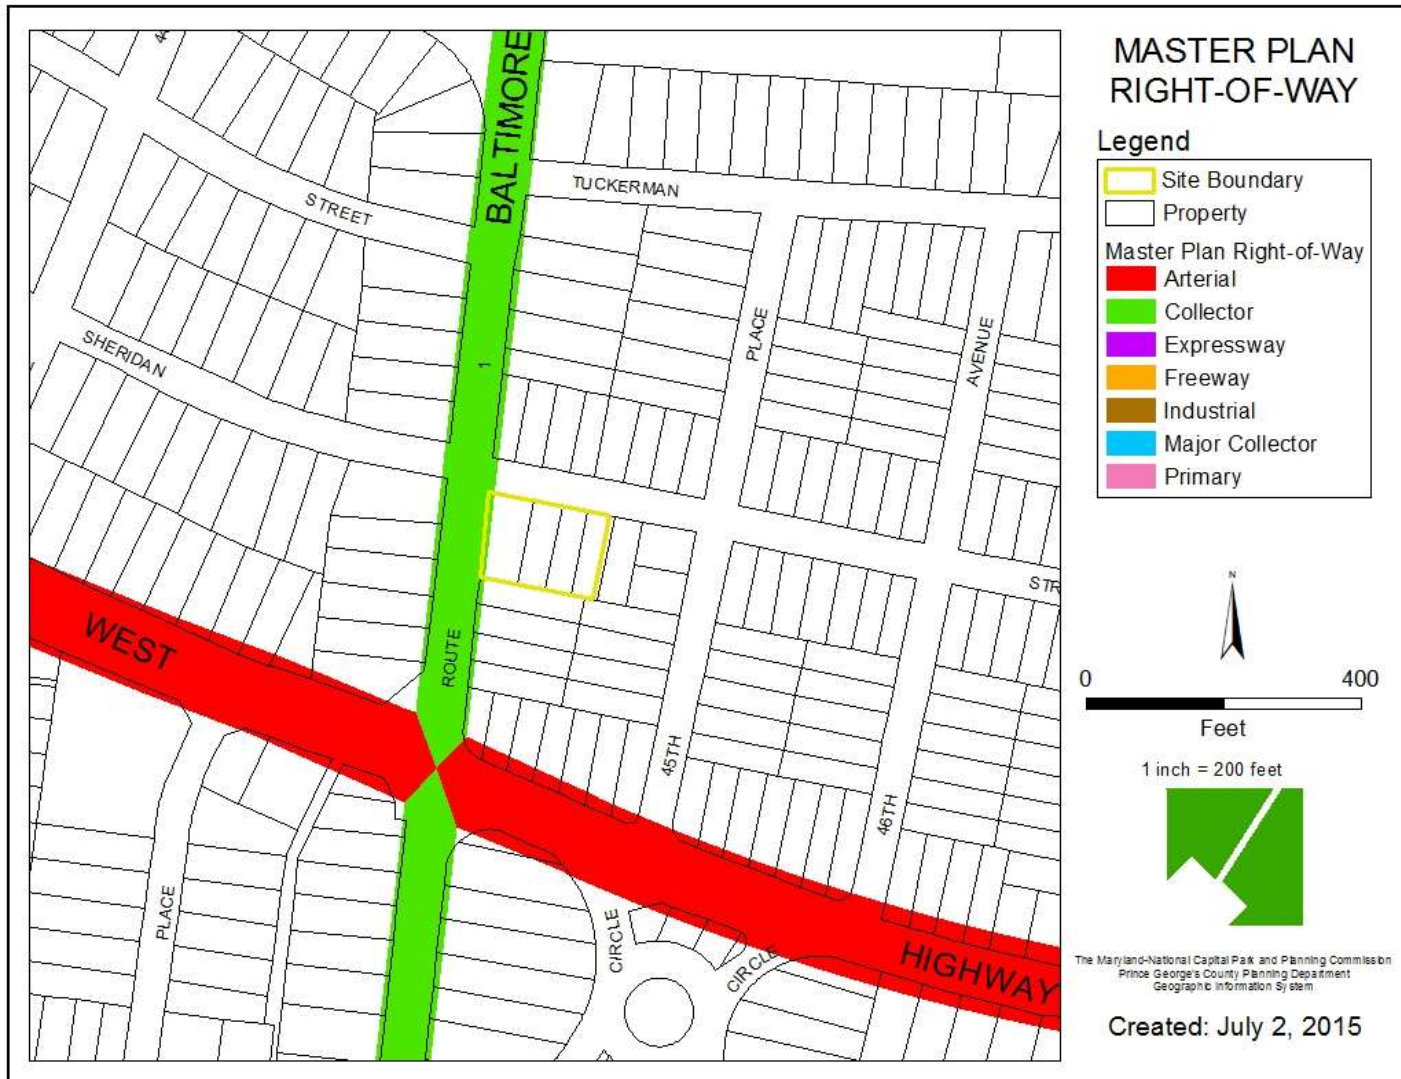 MASTER PLAN
RIGHT-OF-WAY
Legend
Site Boundary
Property
Master Plan Right-of-Way
Arterial
Collector
Expressway
Freeway
Industrial
Major Collector
Primary
N
0 400
Feet
1 inch = 200 feet
The Maryland-National Capital Park and Planning Commission
Prince George's County Planning Department
Geographic Information System
Created: July 2, 2015
BALTIMORE
TUCKERMAN
STREET
PLACE
AVENUE
SHERIDAN
1
STR
WEST
ROUTE
45TH
46TH
PLACE
CIRCLE
CIRCLE
HIGHWAY